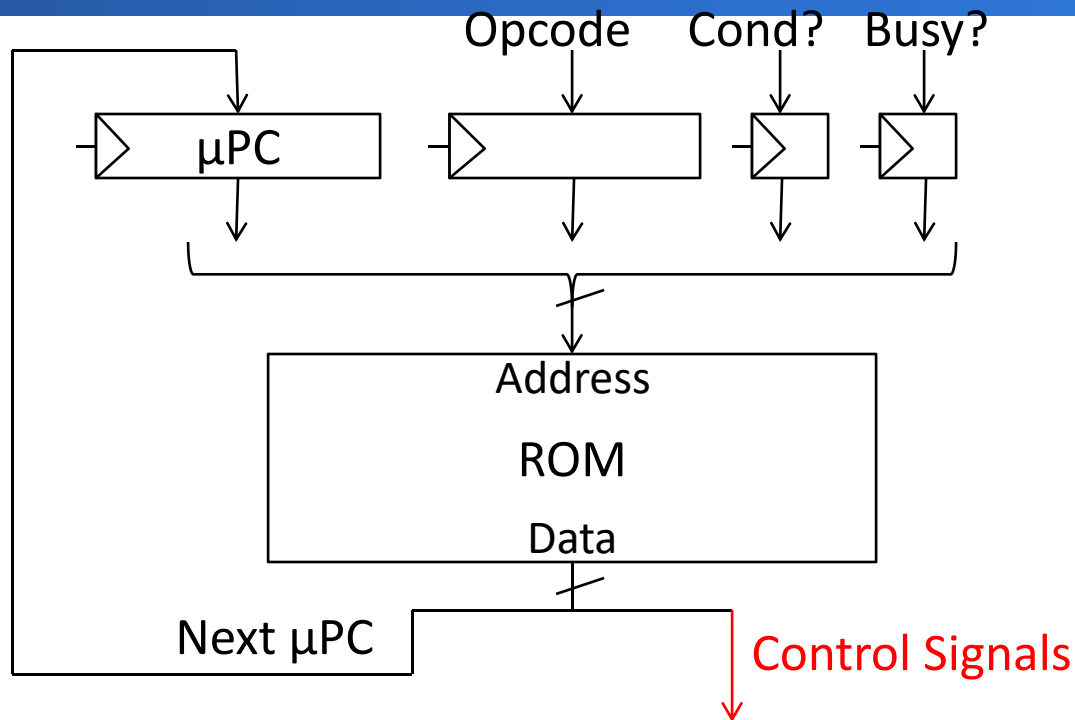 Opcode Cond? Busy?
µPC
Address
ROM
Data
Next µPC
Control Signals